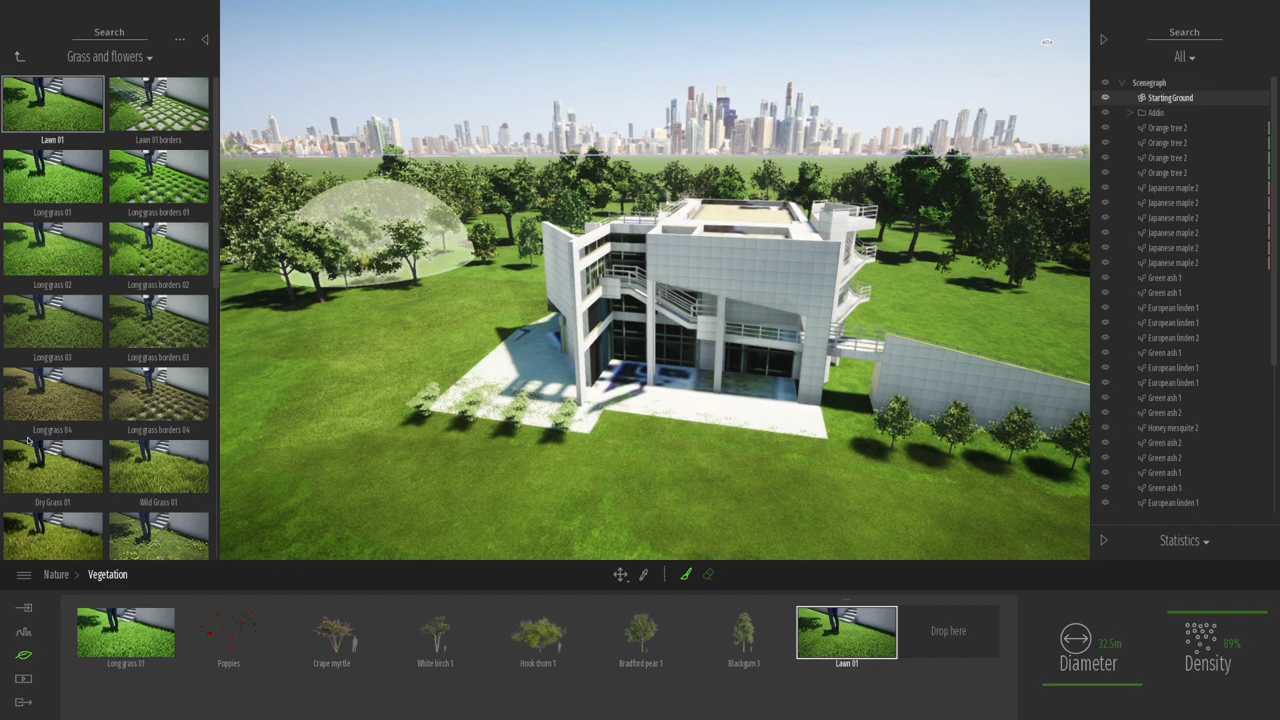 Search
...
Grass and flowers
Lawn 01
Lawn 01 borders
Long grass 01
Long grass borders 01
Long grass 02
Long grass borders 02
Long grass 03
Long grass borders 03
Long grass 04
Long grass borders 04
Dry Grass 01
Wild Grass 01
Search
All
Scenegraph
Starting Ground
Addin
Orange tree 2
Orange tree 2
Orange tree 2
Orange tree 2
Japanese maple 2
Japanese maple 2
Japanese maple 2
Japanese maple 2
Japanese maple 2
Japanese maple 2
Green ash 1
Green ash 1
European linden 1
European linden 1
European linden 2
Green ash 1
European linden 1
European linden 1
Green ash 1
Green ash 2
Honey mesquite 2
Green ash 2
Green ash 2
Green ash 1
Green ash 1
European linden 1
Statistics
Nature > Vegetation
Long grass 01
Poppies
Crape myrtle
White birch 1
Hook thorn 1
Bradford pear 1
Blackgum 3
Lawn 01
Drop here
32.5m
Diameter
89%
Density